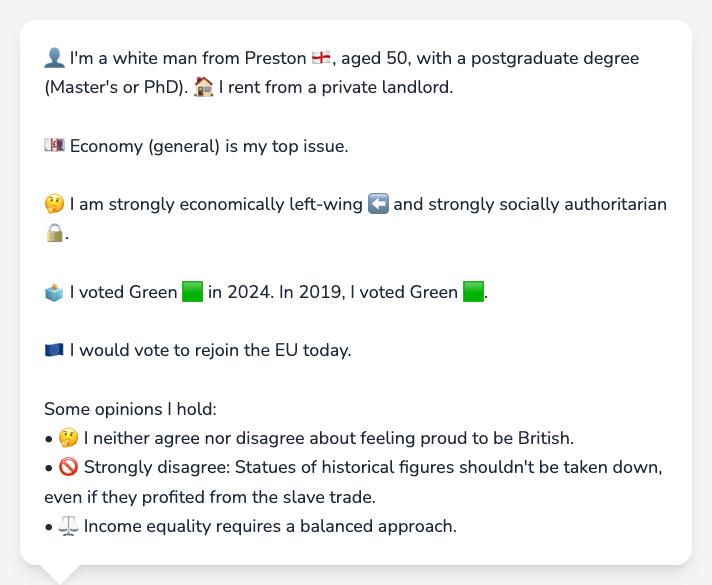 👤 I'm a white man from Preston 🏴󠁧󠁢󠁥󠁮󠁧󠁿, aged 50, with a postgraduate degree
(Master's or PhD). 🏠 I rent from a private landlord.
💷 Economy (general) is my top issue.
🤔 I am strongly economically left-wing ⬅️ and strongly socially authoritarian
🔒.
🗳️ I voted Green 🟩 in 2024. In 2019, I voted Green 🟩.
🇪🇺 I would vote to rejoin the EU today.
Some opinions I hold:
• 🤔 I neither agree nor disagree about feeling proud to be British.
• 🚫 Strongly disagree: Statues of historical figures shouldn't be taken down,
even if they profited from the slave trade.
• ⚖️ Income equality requires a balanced approach.